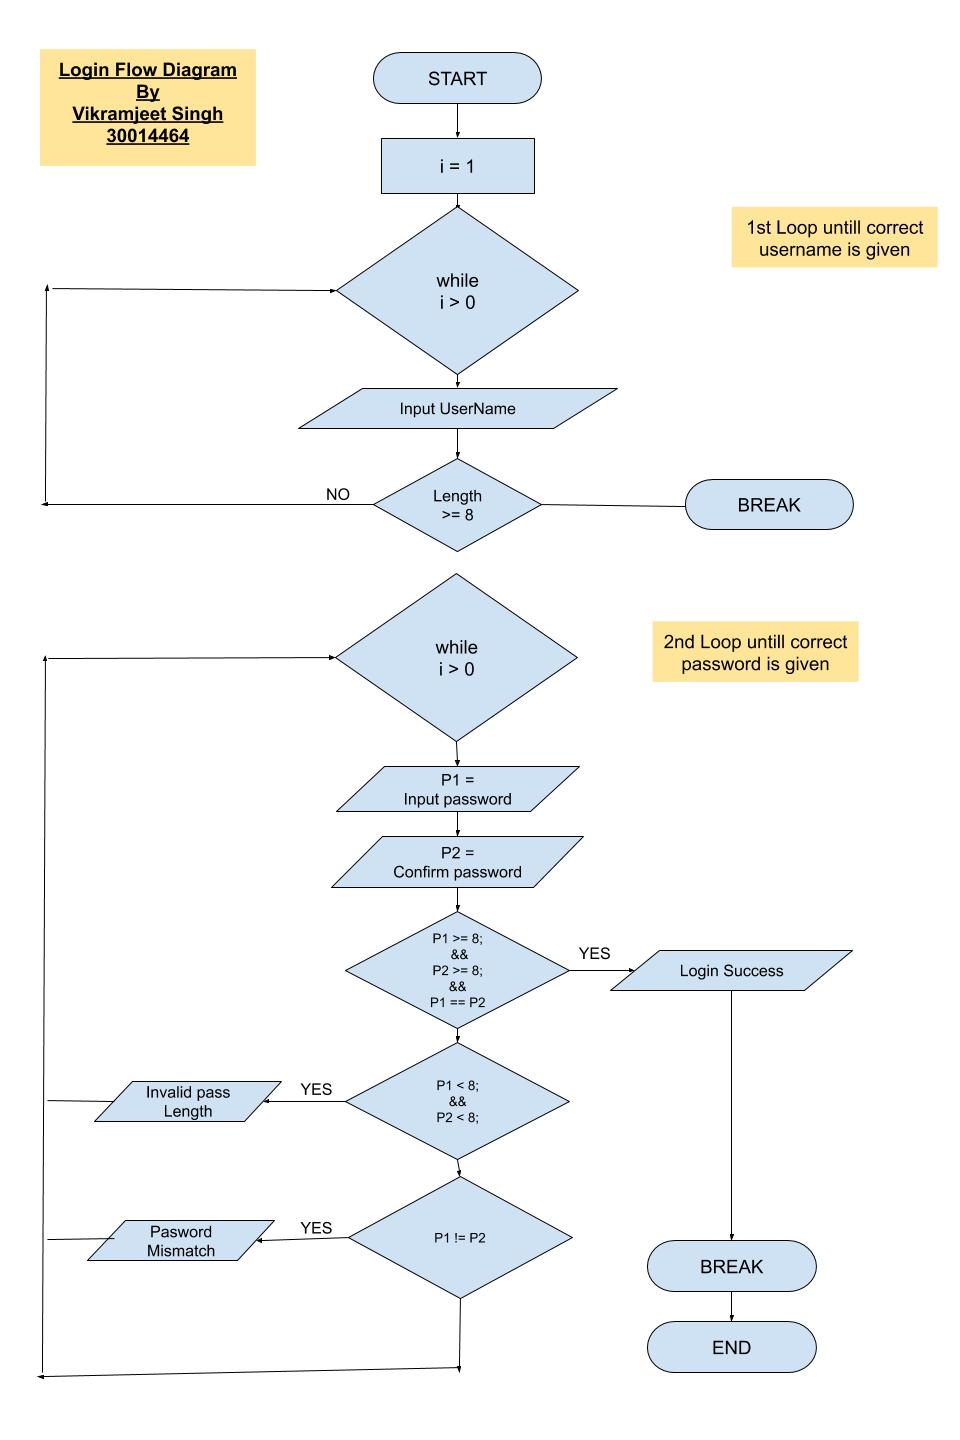 Login Flow Diagram
By
Vikramjeet Singh
30014464
START
i = 1
1st Loop untill correct
username is given
while
i > 0
Input UserName
NO
Length
>= 8
BREAK
while
i > 0
2nd Loop untill correct
password is given
P1 =
Input password
P2 =
Confirm password
P1 >= 8;
&&
P2 >= 8;
&&
P1 == P2
YES
Login Success
P1 < 8;
&&
P2 < 8;
YES
Invalid pass
Length
P1 != P2
YES
Pasword
Mismatch
BREAK
END